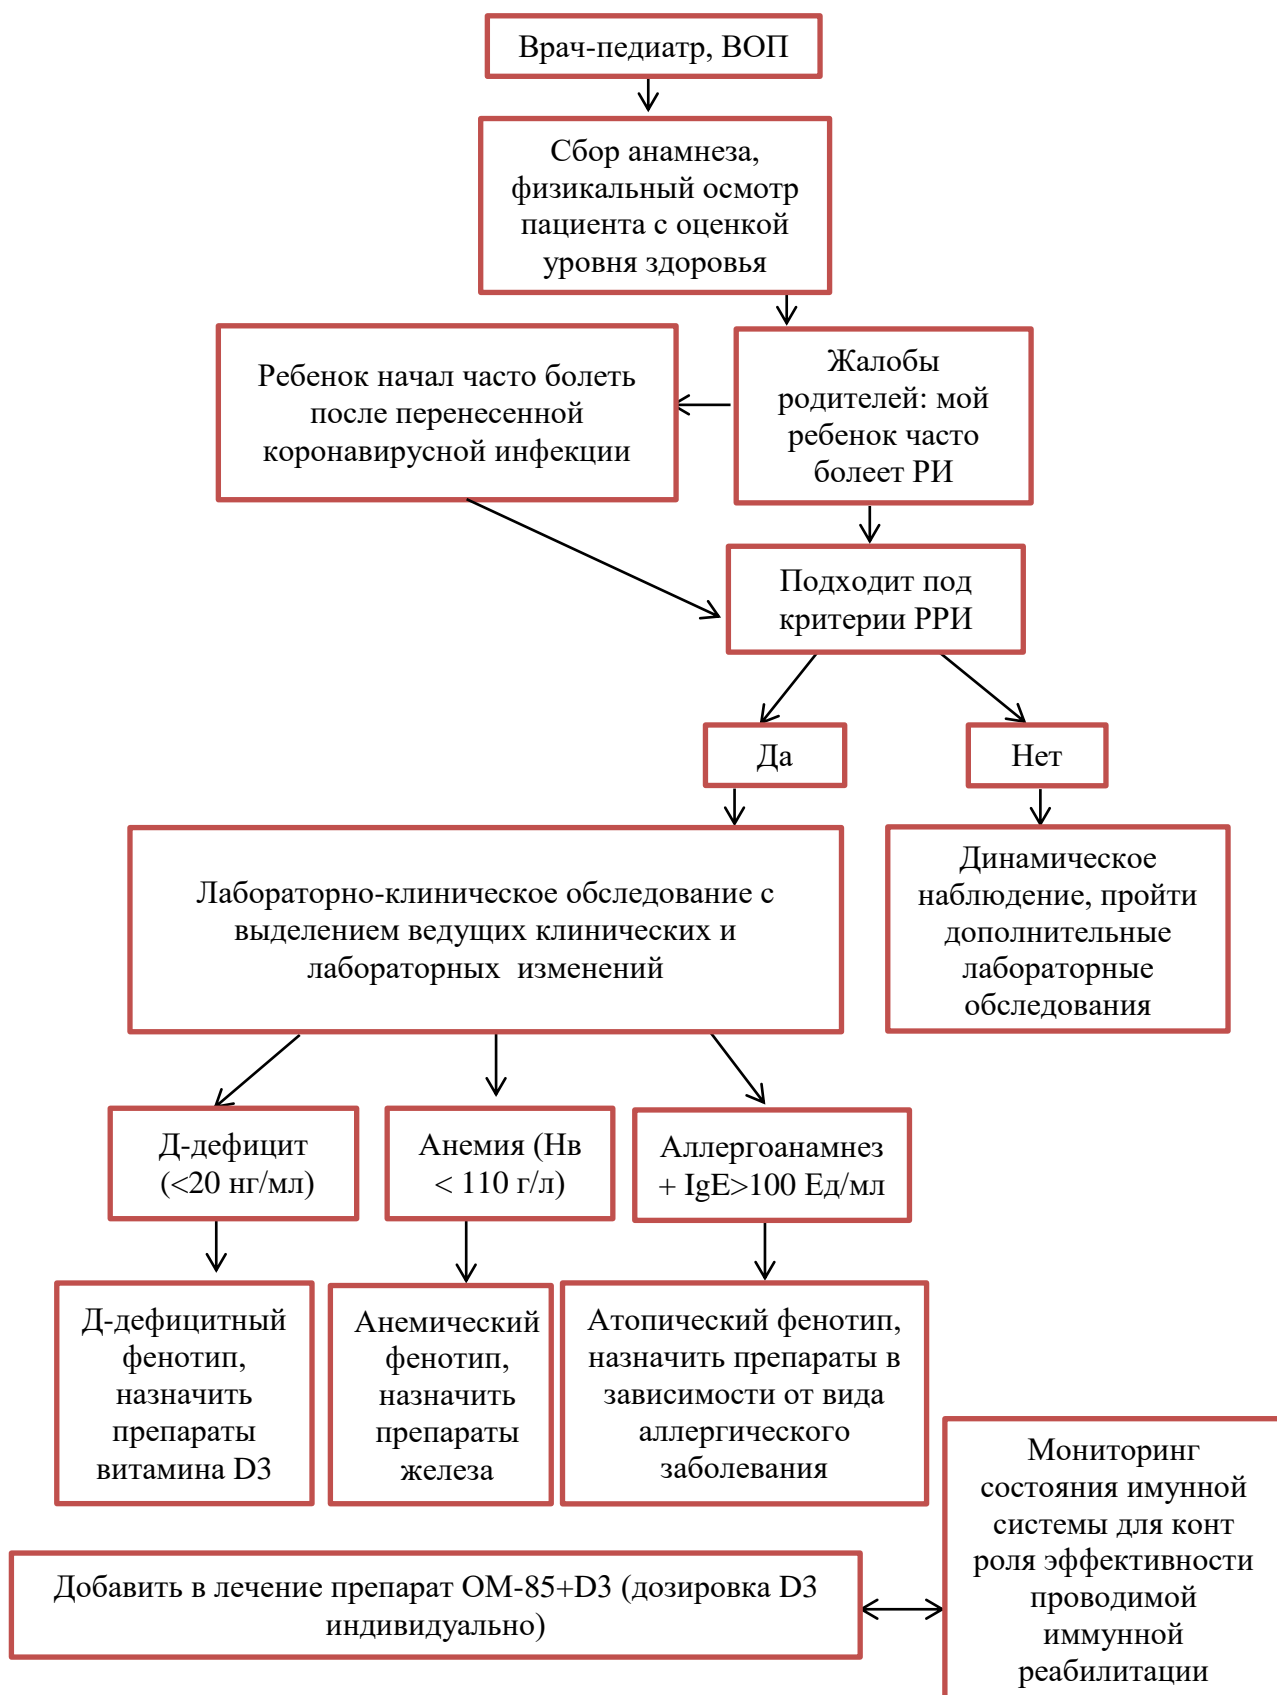 Врач-педиатр, ВОП
Сбор анамнеза,
физикальный осмотр
пациента с оценкой
уровня здоровья
Ребенок начал часто болеть
после перенесенной
коронавирусной инфекции
Жалобы
родителей: мой
ребенок часто
болеет РИ
Подходит под
критерии РРИ
Да
Нет
Лабораторно-клиническое обследование с
выделением ведущих клинических и
лабораторных изменений
Динамическое
наблюдение, пройти
дополнительные
лабораторные
обследования
Д-дефицит
(<20 нг/мл)
Анемия (Нв
< 110 г/л)
Аллергоанамнез
+ IgE>100 Ед/мл
Д-дефицитный
фенотип,
назначить
препараты
витамина D3
Анемический
фенотип,
назначить
препараты
железа
Атопический фенотип,
назначить препараты в
зависимости от вида
аллергического
заболевания
Добавить в лечение препарат ОМ-85+D3 (дозировка D3
индивидуально)
Мониторинг
состояния имунной
системы для конт
роля эффективности
проводимой
иммунной
реабилитации